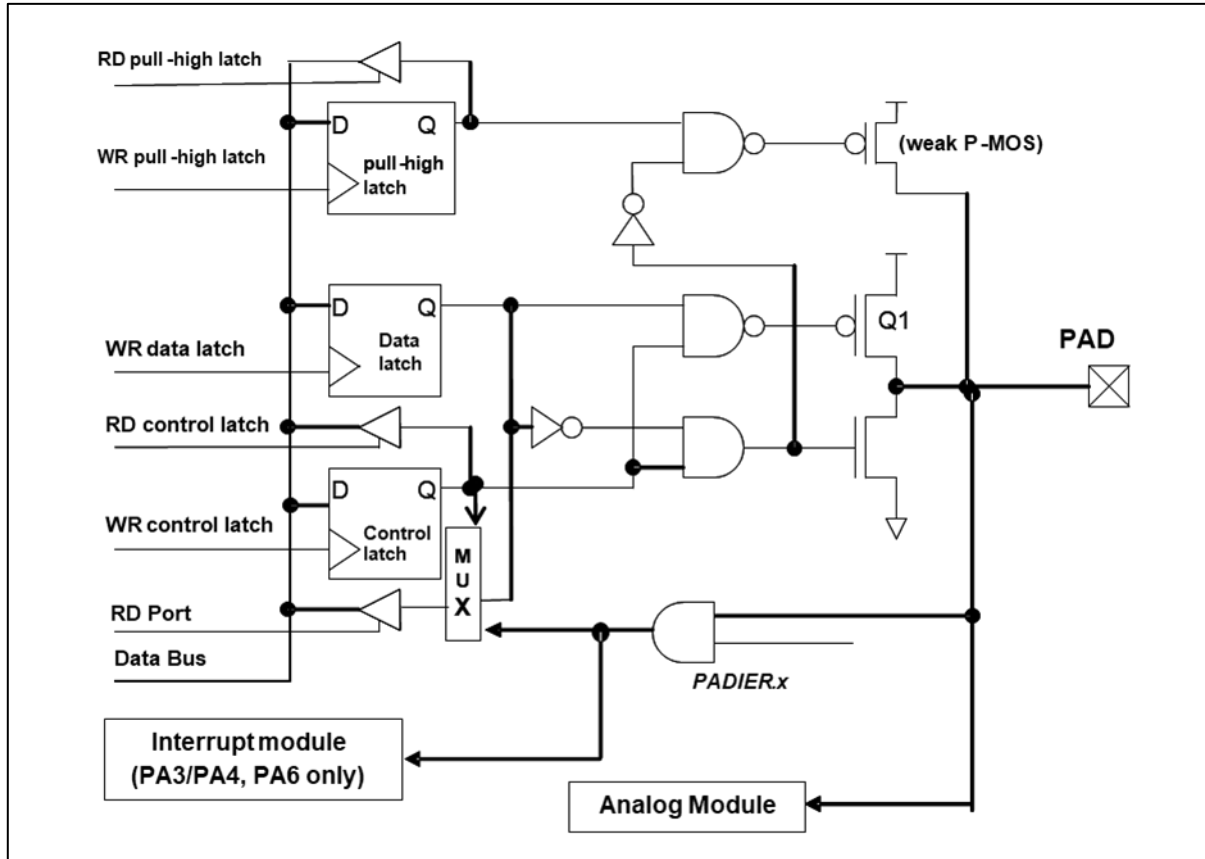 RD pull -high latch
D Q
WR pull -high latch
pull -high
latch
(weak P -MOS)
D Q
Data
latch
WR data latch
Q1
PAD
RD control latch
D Q
WR control latch
Control
latch
M
U
X
RD Port
Data Bus
PADIER.x
Interrupt module
(PA3/PA4, PA6 only)
Analog Module